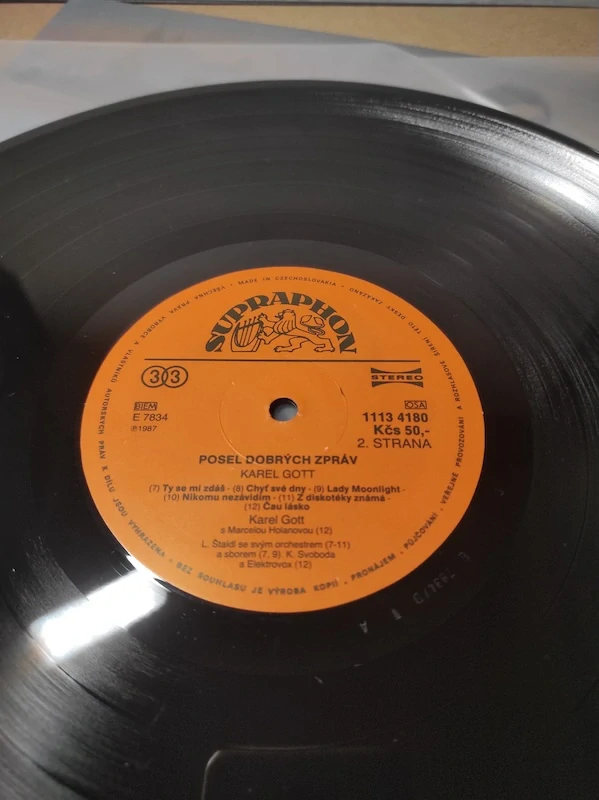 • MADE IN CZECHOSLOVAKIA • VŠECHNA PRÁVA VÝROBCE A VLASTNÍKŮ AUTORSKÝCH PRÁV K DÍLU JSOU VYHRAZENA • BEZ SOUHLASU JE VÝROBA KOPIÍ, PRONÁJEM, PŮJČOVÁNÍ, VEŘEJNÉ PROVOZOVÁNÍ A ROZHLASOVÉ ŠÍŘENÍ TÉTO DESKY ZAKÁZÁNO
SUPRAPHON
33
STEREO
BIEM
OSA
E 7834
1113 4180
℗1987
Kčs 50,-
2. STRANA
POSEL DOBRÝCH ZPRÁV
KAREL GOTT
(7) Ty se mi zdáš - (8) Chyť své dny - (9) Lady Moonlight -
(10) Nikomu nezávidím - (11) Z diskotéky známá -
(12) Čau lásko
Karel Gott
s Marcelou Holanovou (12)
L. Štaidl se svým orchestrem (7-11)
a sborem (7, 9). K. Svoboda
a Elektrovox (12)